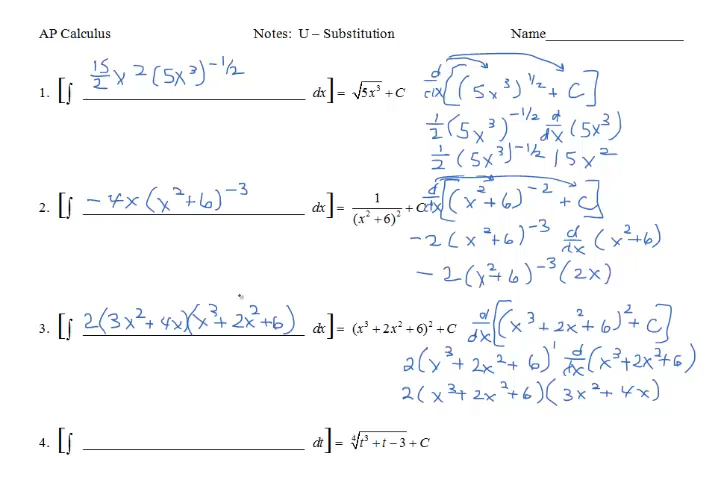 AP Calculus Notes: U – Substitution Name
1. [∫ 15/2 x²(5x³)^(-1/2) dx] = √(5x³) + C
d/dx[(5x³)^(1/2) + C]
1/2(5x³)^(-1/2) d/dx(5x³)
1/2(5x³)^(-1/2) 15x²
2. [∫ -4x(x²+6)^(-3) dx] = 1/(x²+6)² + C
d/dx[(x²+6)^(-2) + C]
-2(x²+6)^(-3) d/dx(x²+6)
-2(x²+6)^(-3)(2x)
3. [∫ 2(3x²+4x)(x³+2x²+6) dx] = (x³+2x²+6)² + C
d/dx[(x³+2x²+6)² + C]
2(x³+2x²+6)^1 d/dx(x³+2x²+6)
2(x³+2x²+6)(3x²+4x)
4. [∫ dt] = ∜(t³+t−3) + C